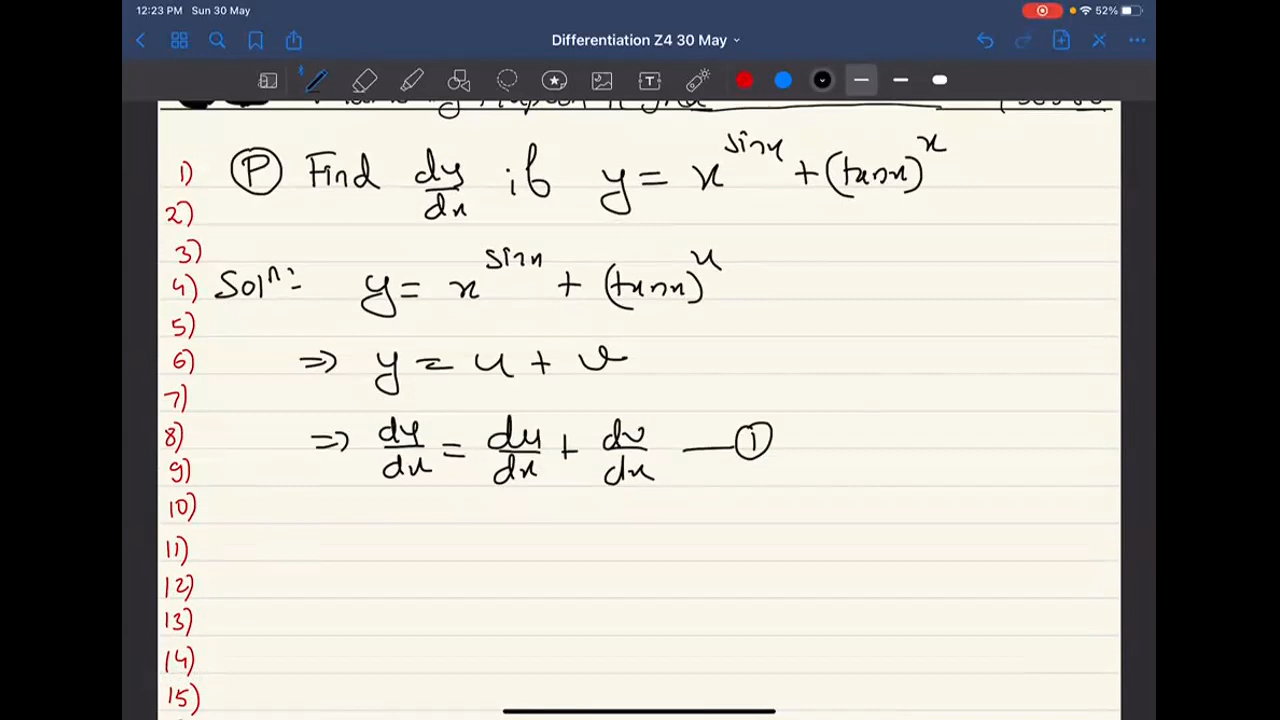 12:23 PM Sun 30 May 52%
Differentiation Z4 30 May
1) (P) Find dy/dx if y = x^sinx + (tanx)^x
2)
3)
4) Solⁿ:- y = x^sinx + (tanx)^x
5)
6) ⇒ y = u + v
7)
8) ⇒ dy/dx = du/dx + dv/dx — ①
9)
10)
11)
12)
13)
14)
15)